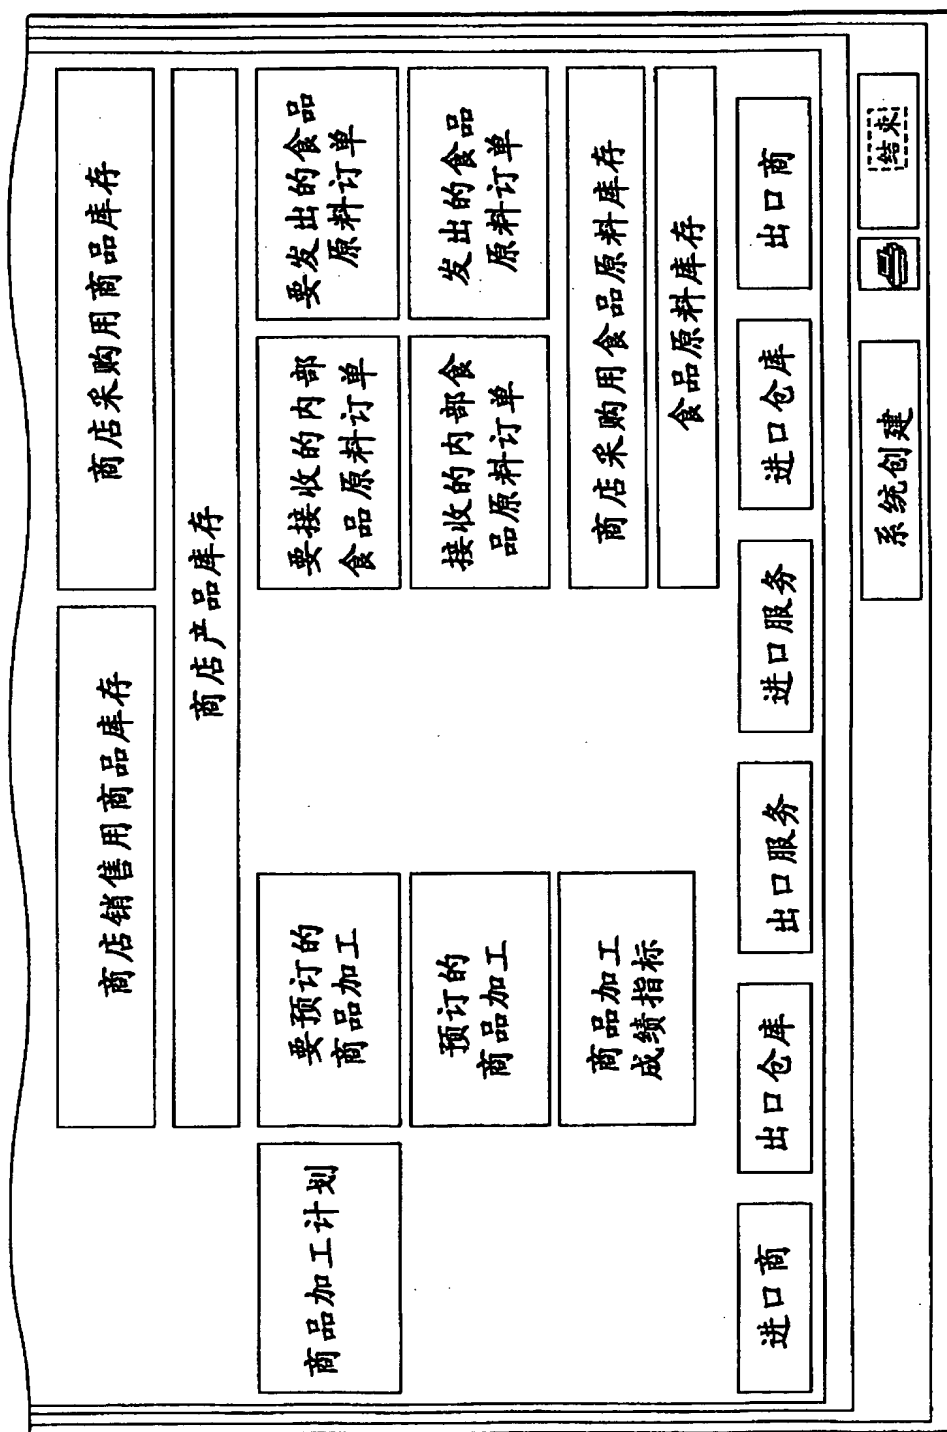 商店销售用商品库存
商店采购用商品库存
商店产品库存
商品加工计划
要预订的
商品加工
要接收的内部
食品原料订单
要发出的食品
原料订单
预订的
商品加工
接收的内部食
品原料订单
发出的食品
原料订单
商品加工
成绩指标
商店采购用食品原料库存
食品原料库存
进口商
出口仓库
出口服务
进口服务
进口仓库
出口商
系统创建
结束